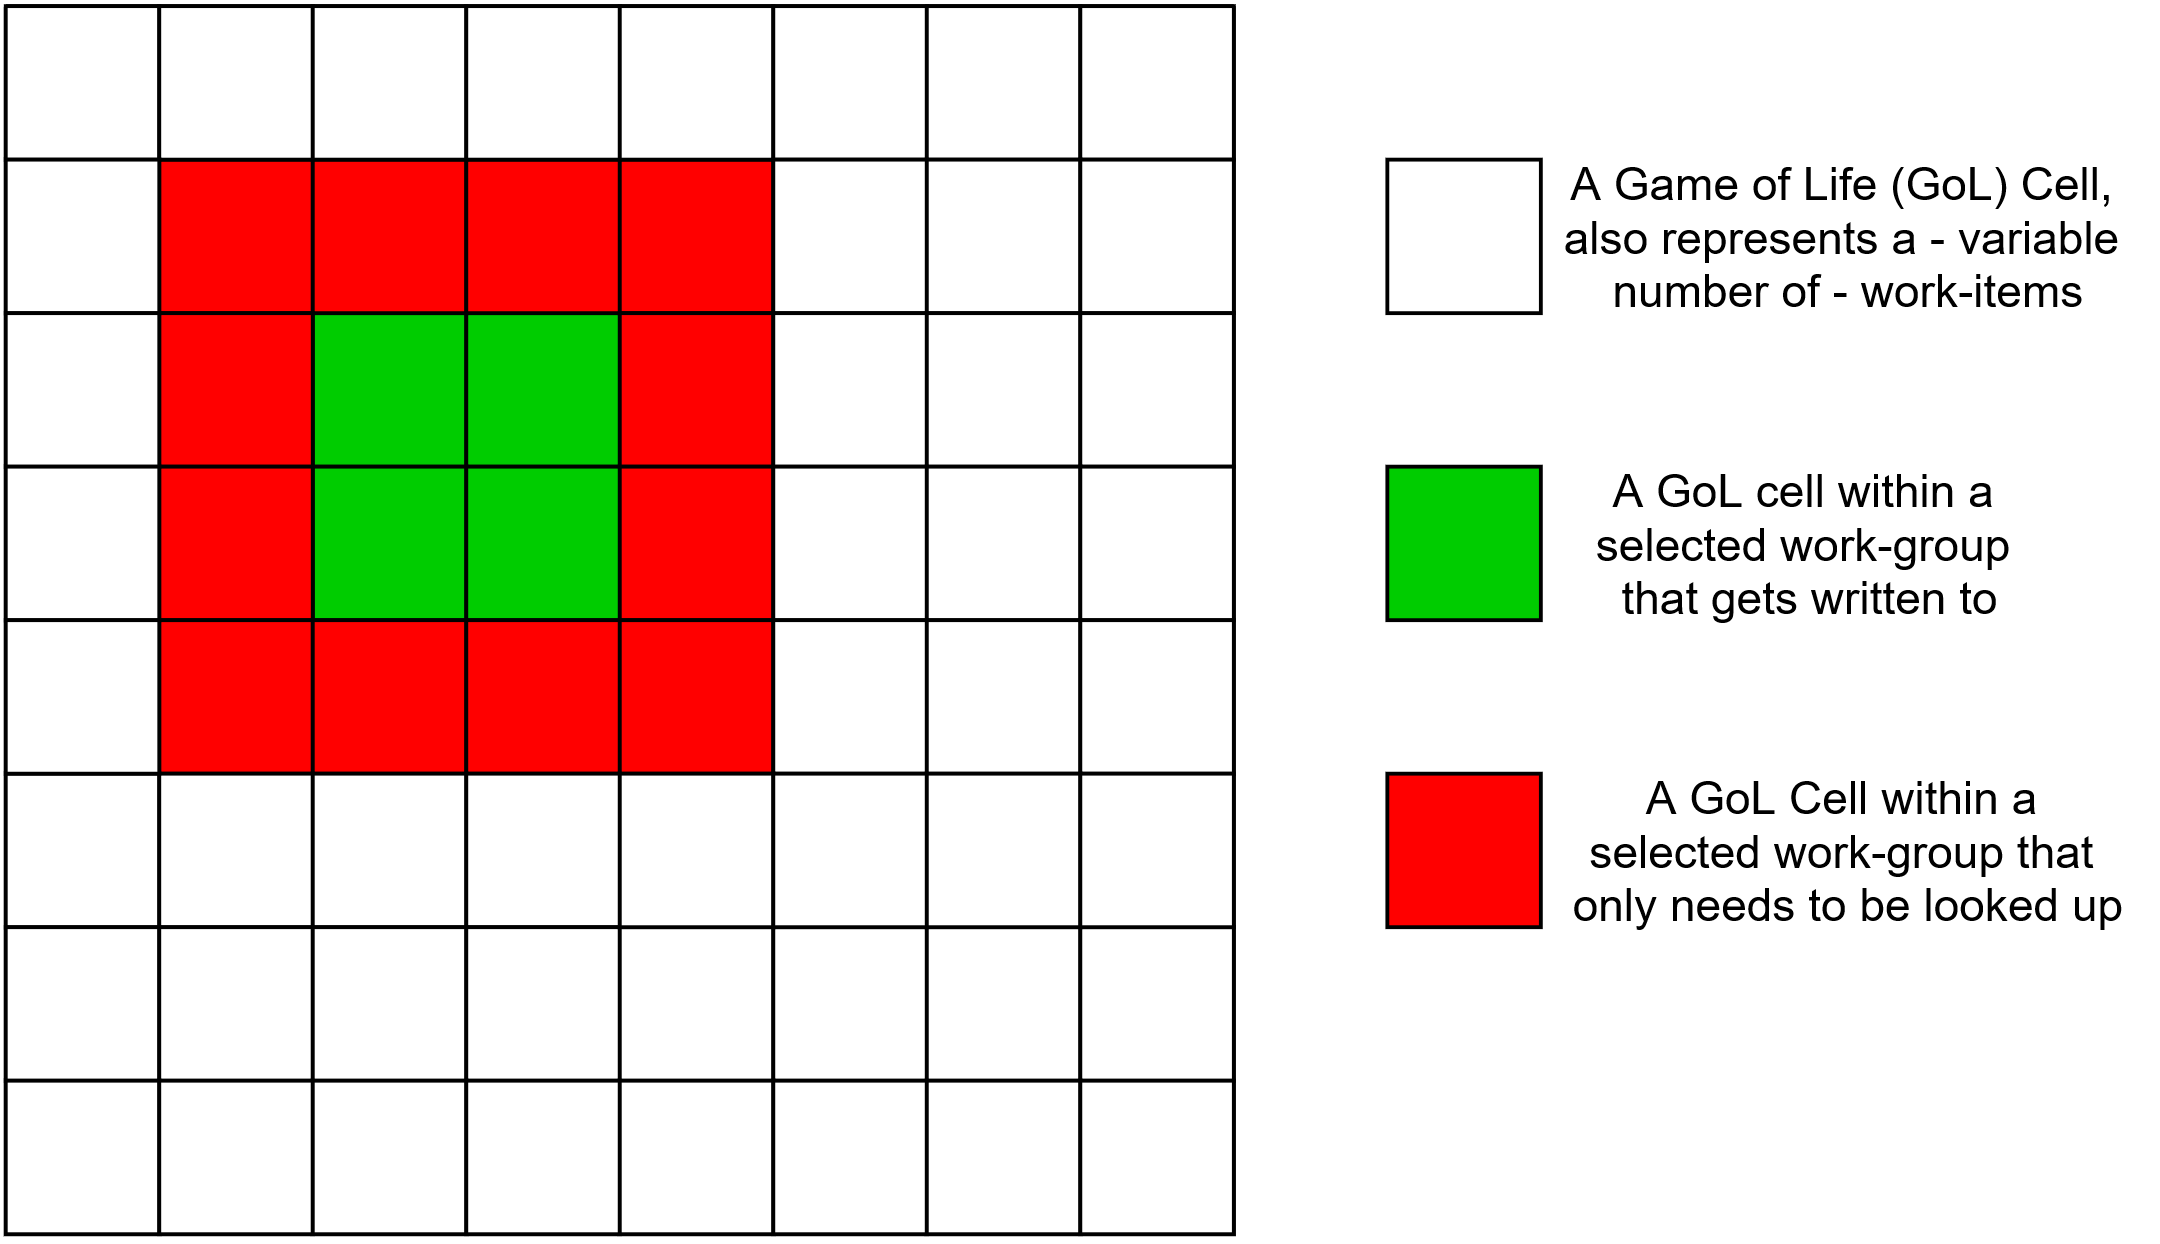 A Game of Life (GoL) Cell,
also represents a - variable
number of - work-items
A GoL cell within a
selected work-group
that gets written to
A GoL Cell within a
selected work-group that
only needs to be looked up